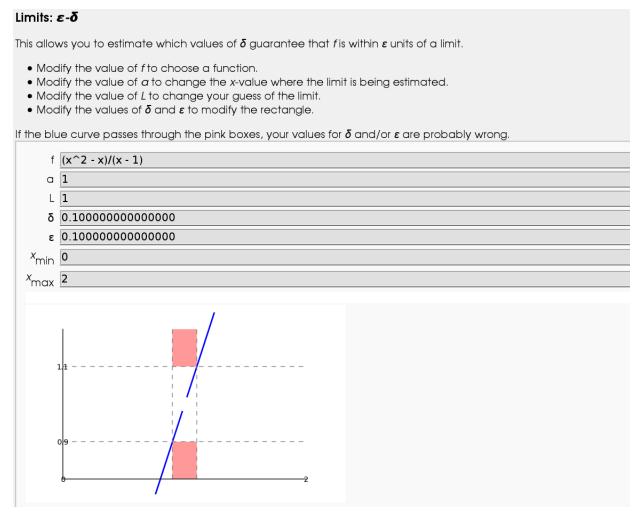 Limits: ε-δ
This allows you to estimate which values of δ guarantee that f is within ε units of a limit.
• Modify the value of f to choose a function.
• Modify the value of a to change the x-value where the limit is being estimated.
• Modify the value of L to change your guess of the limit.
• Modify the values of δ and ε to modify the rectangle.
If the blue curve passes through the pink boxes, your values for δ and/or ε are probably wrong.
f (x^2 - x)/(x - 1)
a 1
L 1
δ 0.100000000000000
ε 0.100000000000000
xmin 0
xmax 2
1.1
0.9
0 2